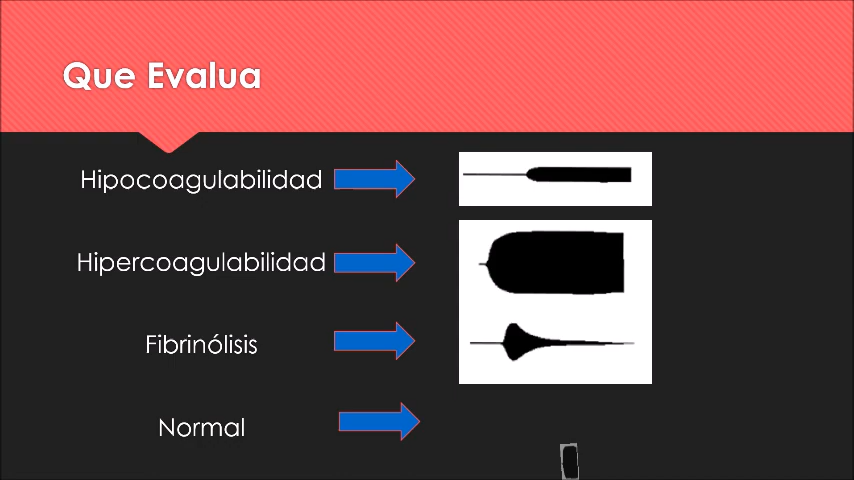 Que Evalua
Hipocoagulabilidad
Hipercoagulabilidad
Fibrinólisis
Normal